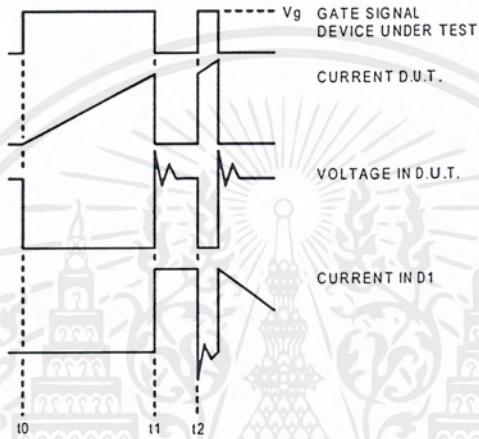 Vg GATE SIGNAL
DEVICE UNDER TEST
CURRENT D.U.T.
VOLTAGE IN D.U.T.
CURRENT IN D1
t0 t1 t2